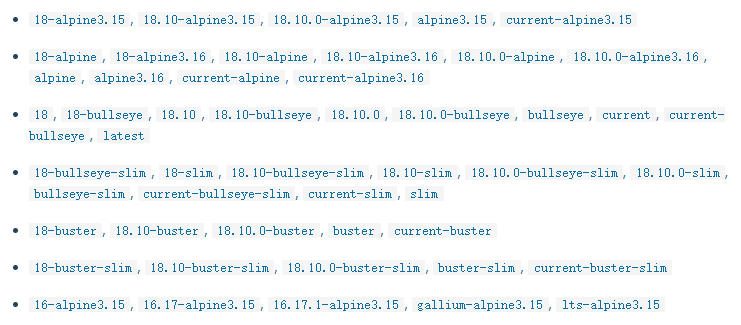 18-alpine3.15, 18.10-alpine3.15, 18.10.0-alpine3.15, alpine3.15, current-alpine3.15
18-alpine, 18-alpine3.16, 18.10-alpine, 18.10-alpine3.16, 18.10.0-alpine, 18.10.0-alpine3.16,
alpine, alpine3.16, current-alpine, current-alpine3.16
18, 18-bullseye, 18.10, 18.10-bullseye, 18.10.0, 18.10.0-bullseye, bullseye, current, current-
bullseye, latest
18-bullseye-slim, 18-slim, 18.10-bullseye-slim, 18.10-slim, 18.10.0-bullseye-slim, 18.10.0-slim,
bullseye-slim, current-bullseye-slim, current-slim, slim
18-buster, 18.10-buster, 18.10.0-buster, buster, current-buster
18-buster-slim, 18.10-buster-slim, 18.10.0-buster-slim, buster-slim, current-buster-slim
16-alpine3.15, 16.17-alpine3.15, 16.17.1-alpine3.15, gallium-alpine3.15, lts-alpine3.15